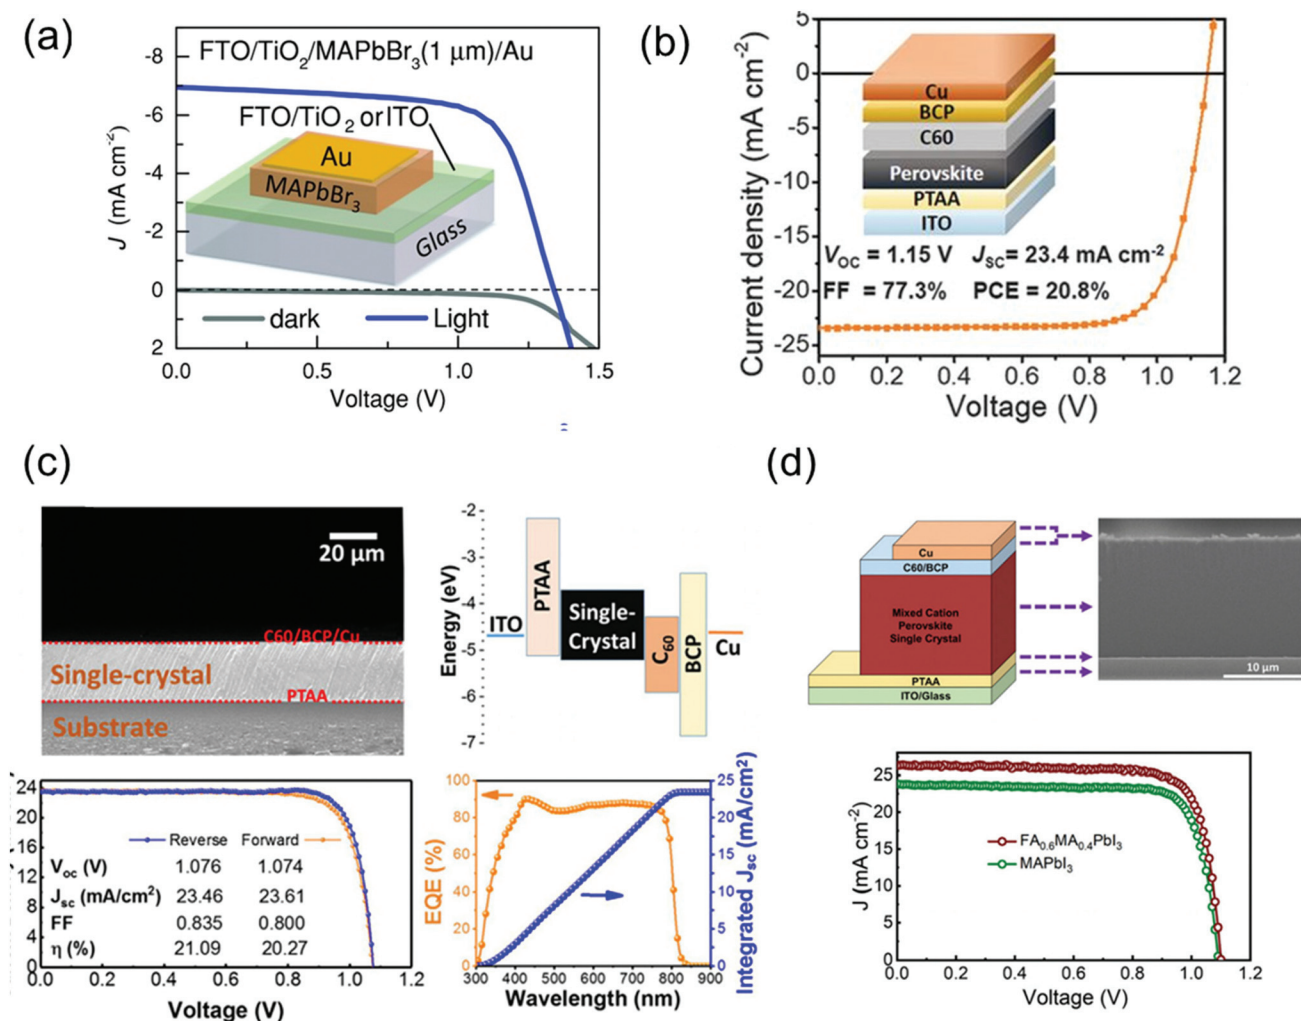 (a)
FTO/TiO₂/MAPbBr₃(1 μm)/Au
FTO/TiO₂ or ITO
Au
MAPbBr₃
Glass
dark
Light
J (mA cm⁻²)
-8
-6
-4
-2
0
2
0.0 0.5 1.0 1.5
Voltage (V)
(b)
Current density (mA cm⁻²)
5
0
-5
-10
-15
-20
-25
Cu
BCP
C60
Perovskite
PTAA
ITO
V_OC = 1.15 V J_SC= 23.4 mA cm⁻²
FF = 77.3% PCE = 20.8%
0.0 0.2 0.4 0.6 0.8 1.0 1.2
Voltage (V)
(c)
20 μm
C60/BCP/Cu
Single-crystal
PTAA
Substrate
Energy (eV)
-2
-3
-4
-5
-6
-7
ITO
PTAA
Single-
Crystal
C₆₀
BCP
Cu
24
20
16
12
8
4
0
Reverse Forward
V_oc (V) 1.076 1.074
J_sc (mA/cm²) 23.46 23.61
FF 0.835 0.800
η (%) 21.09 20.27
0.0 0.2 0.4 0.6 0.8 1.0 1.2
Voltage (V)
EQE (%)
100
80
60
40
20
0
Integrated J_sc (mA/cm²)
25
20
15
10
5
0
300 400 500 600 700 800 900
Wavelength (nm)
(d)
Cu
C60/BCP
Mixed Cation
Perovskite
Single Crystal
PTAA
ITO/Glass
10 μm
J (mA cm⁻²)
25
20
15
10
5
0
FA₀.₆MA₀.₄PbI₃
MAPbI₃
0.0 0.2 0.4 0.6 0.8 1.0 1.2
Voltage (V)